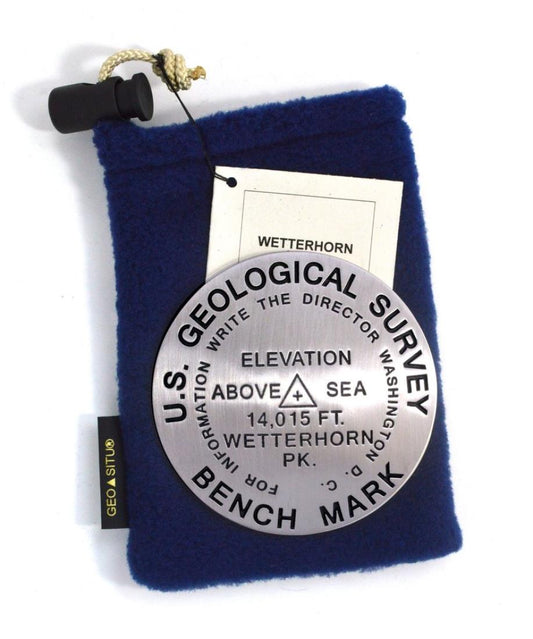 WETTERHORN
U.S. GEOLOGICAL SURVEY
FOR INFORMATION WRITE THE DIRECTOR WASHINGTON D. C.
ELEVATION
ABOVE + SEA
14,015 FT.
WETTERHORN
PK.
BENCH MARK
GEO▲SITU®